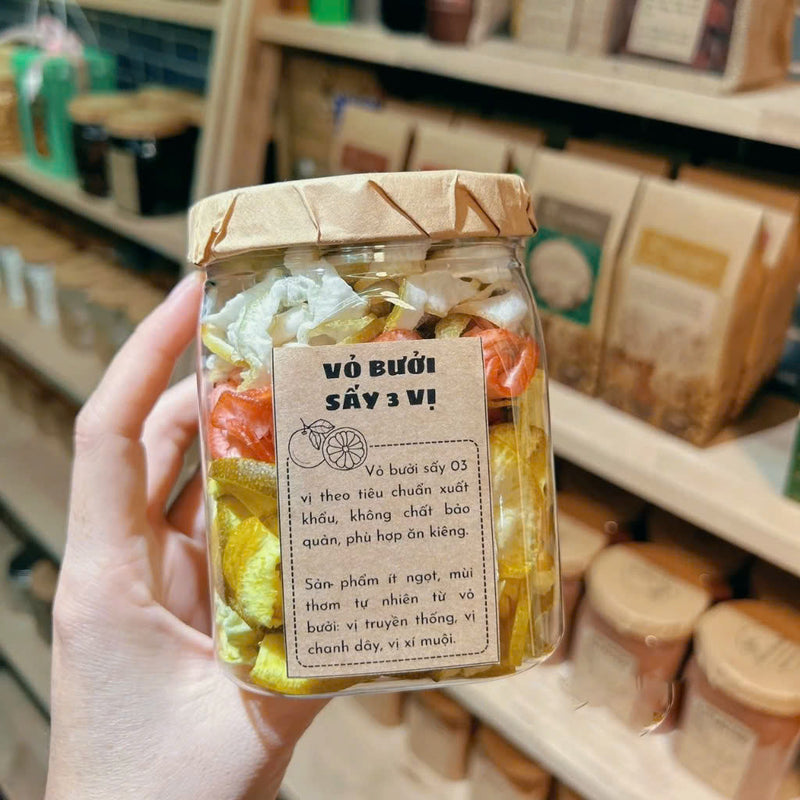 VỎ BƯỞI
SẤY 3 VỊ
Vỏ bưởi sấy 03
vị theo tiêu chuẩn xuất
khẩu, không chất bảo
quản, phù hợp ăn kiêng.
Sản phẩm ít ngọt, mùi
thơm tự nhiên từ vỏ
bưởi: vị truyền thống, vị
chanh dây, vị xí muội.